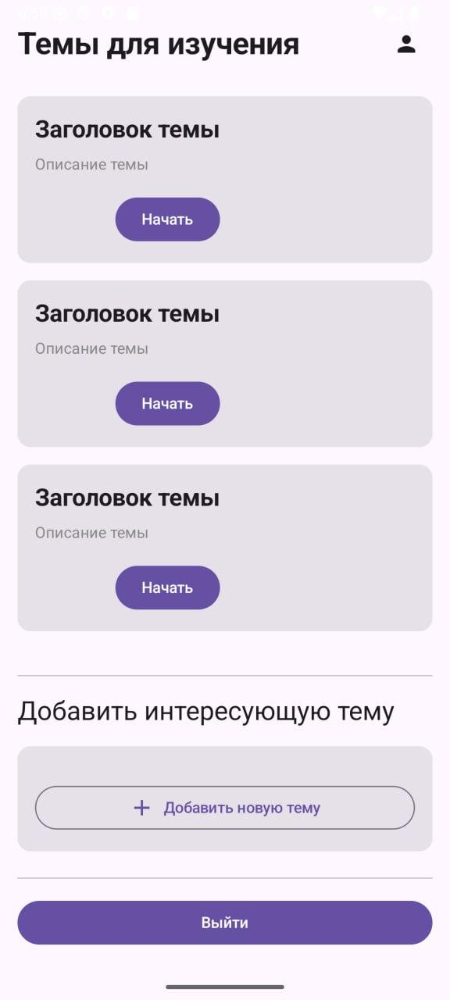 Темы для изучения
Заголовок темы
Описание темы
Начать
Заголовок темы
Описание темы
Начать
Заголовок темы
Описание темы
Начать
Добавить интересующую тему
Добавить новую тему
Выйти